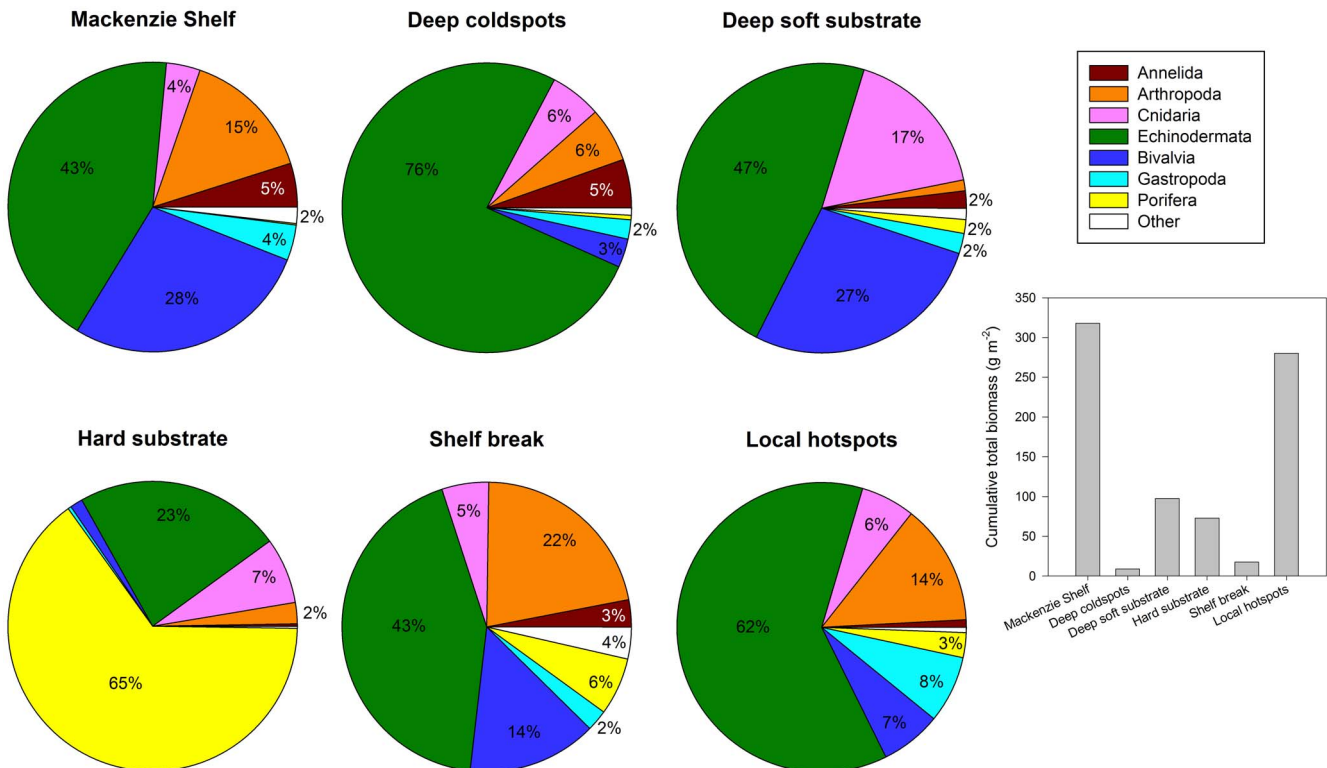 Mackenzie Shelf
4%
15%
43%
5%
2%
4%
28%
Deep coldspots
6%
6%
76%
5%
2%
3%
Deep soft substrate
17%
47%
2%
2%
2%
27%
Annelida
Arthropoda
Cnidaria
Echinodermata
Bivalvia
Gastropoda
Porifera
Other
Hard substrate
23%
7%
2%
65%
Shelf break
5%
22%
43%
3%
4%
6%
2%
14%
Local hotspots
6%
14%
62%
3%
8%
7%
Cumulative total biomass (g m-2)
350
300
250
200
150
100
50
0
Mackenzie Shelf
Deep coldspots
Deep soft substrate
Hard substrate
Shelf break
Local hotspots